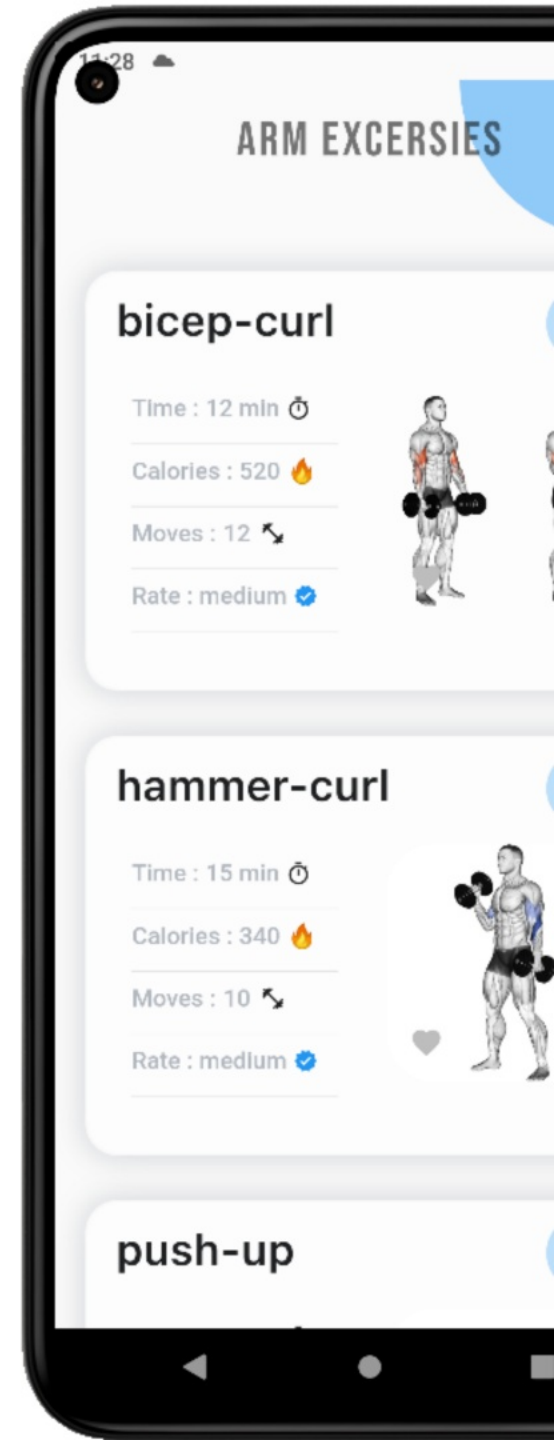 11:28
ARM EXCERSIES
bicep-curl
Time : 12 min
Calories : 520
Moves : 12
Rate : medium
hammer-curl
Time : 15 min
Calories : 340
Moves : 10
Rate : medium
push-up